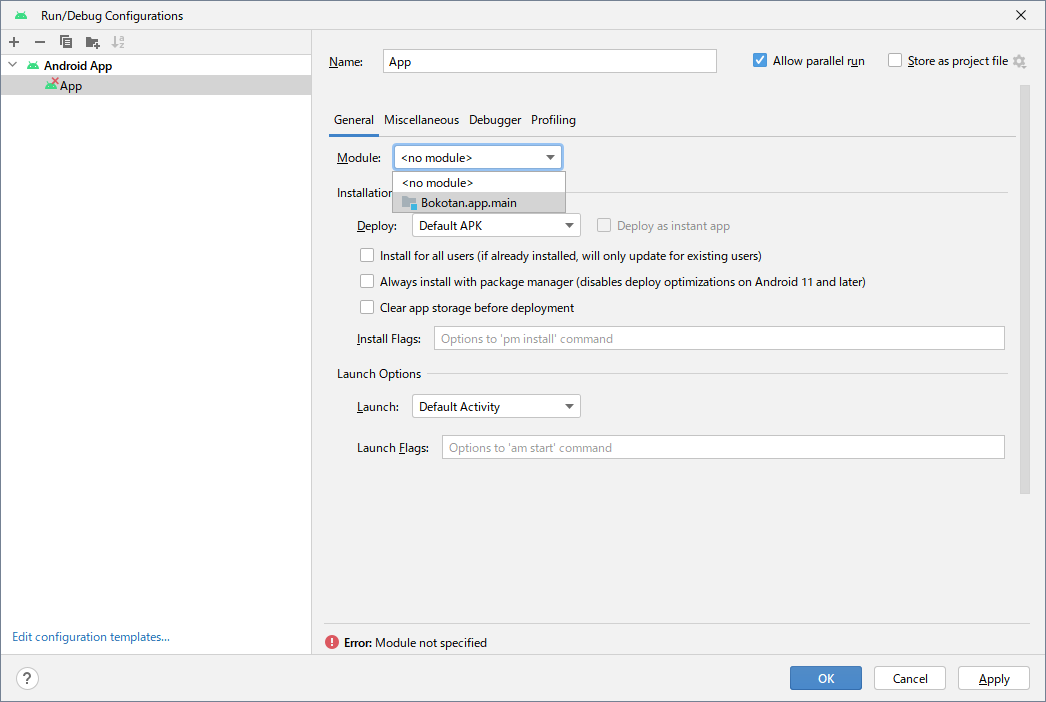 Run/Debug Configurations
Android App
App
Edit configuration templates...
Name: App
Allow parallel run
Store as project file
General Miscellaneous Debugger Profiling
Module: <no module>
<no module>
Bokotan.app.main
Installation
Deploy: Default APK
Deploy as instant app
Install for all users (if already installed, will only update for existing users)
Always install with package manager (disables deploy optimizations on Android 11 and later)
Clear app storage before deployment
Install Flags: Options to 'pm install' command
Launch Options
Launch: Default Activity
Launch Flags: Options to 'am start' command
Error: Module not specified
?
OK Cancel Apply